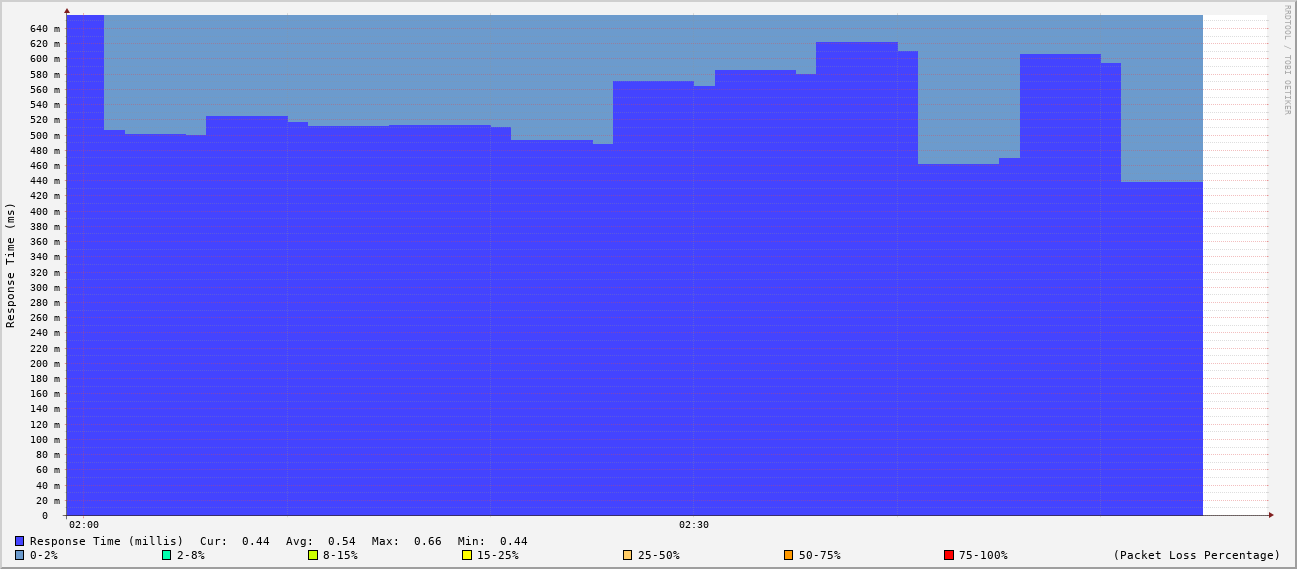 RRDTOOL / TOBI OETIKER
Response Time (ms)
640 m
620 m
600 m
580 m
560 m
540 m
520 m
500 m
480 m
460 m
440 m
420 m
400 m
380 m
360 m
340 m
320 m
300 m
280 m
260 m
240 m
220 m
200 m
180 m
160 m
140 m
120 m
100 m
80 m
60 m
40 m
20 m
0
02:00 02:30
Response Time (millis) Cur: 0.44 Avg: 0.54 Max: 0.66 Min: 0.44
0-2% 2-8% 8-15% 15-25% 25-50% 50-75% 75-100% (Packet Loss Percentage)